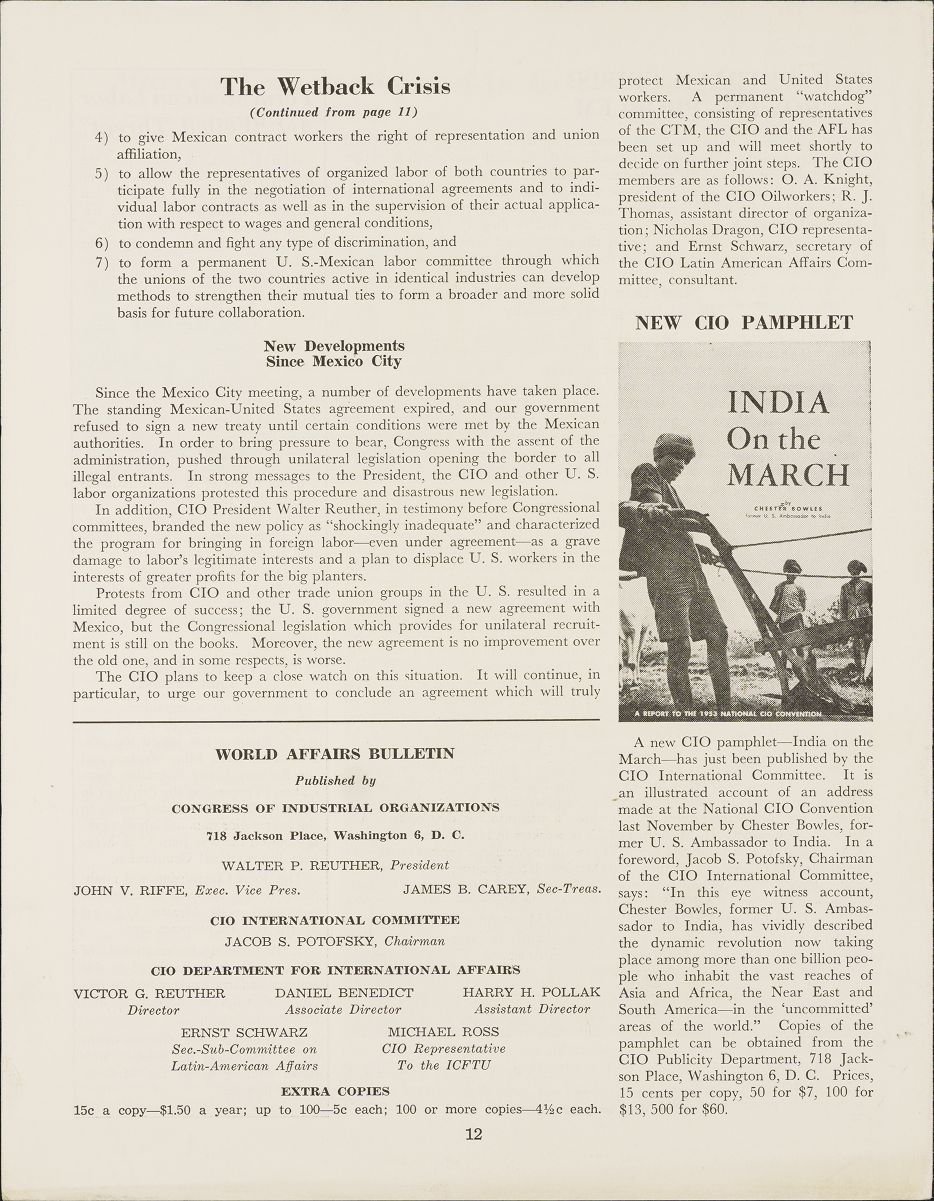 The Wetback Crisis
(Continued from page 11)
4) to give Mexican contract workers the right of representation and union
affiliation,
5) to allow the representatives of organized labor of both countries to par-
ticipate fully in the negotiation of international agreements and to indi-
vidual labor contracts as well as in the supervision of their actual applica-
tion with respect to wages and general conditions,
6) to condemn and fight any type of discrimination, and
7) to form a permanent U. S.-Mexican labor committee through which
the unions of the two countries active in identical industries can develop
methods to strengthen their mutual ties to form a broader and more solid
basis for future collaboration.
New Developments
Since Mexico City
Since the Mexico City meeting, a number of developments have taken place.
The standing Mexican-United States agreement expired, and our government
refused to sign a new treaty until certain conditions were met by the Mexican
authorities. In order to bring pressure to bear, Congress with the assent of the
administration, pushed through unilateral legislation opening the border to all
illegal entrants. In strong messages to the President, the CIO and other U. S.
labor organizations protested this procedure and disastrous new legislation.
In addition, CIO President Walter Reuther, in testimony before Congressional
committees, branded the new policy as “shockingly inadequate” and characterized
the program for bringing in foreign labor—even under agreement—as a grave
damage to labor’s legitimate interests and a plan to displace U. S. workers in the
interests of greater profits for the big planters.
Protests from CIO and other trade union groups in the U. S. resulted in a
limited degree of success; the U. S. government signed a new agreement with
Mexico, but the Congressional legislation which provides for unilateral recruit-
ment is still on the books. Moreover, the new agreement is no improvement over
the old one, and in some respects, is worse.
The CIO plans to keep a close watch on this situation. It will continue, in
particular, to urge our government to conclude an agreement which will truly
protect Mexican and United States
workers. A permanent “watchdog”
committee, consisting of representatives
of the CTM, the CIO and the AFL has
been set up and will meet shortly to
decide on further joint steps. The CIO
members are as follows: O. A. Knight,
president of the CIO Oilworkers; R. J.
Thomas, assistant director of organiza-
tion; Nicholas Dragon, CIO representa-
tive; and Ernst Schwarz, secretary of
the CIO Latin American Affairs Com-
mittee, consultant.
NEW CIO PAMPHLET
INDIA
On the
MARCH
by
CHESTER BOWLES
former U. S. Ambassador to India
A REPORT TO THE 1953 NATIONAL CIO CONVENTION
A new CIO pamphlet—India on the
March—has just been published by the
CIO International Committee. It is
an illustrated account of an address
made at the National CIO Convention
last November by Chester Bowles, for-
mer U. S. Ambassador to India. In a
foreword, Jacob S. Potofsky, Chairman
of the CIO International Committee,
says: “In this eye witness account,
Chester Bowles, former U. S. Ambas-
sador to India, has vividly described
the dynamic revolution now taking
place among more than one billion peo-
ple who inhabit the vast reaches of
Asia and Africa, the Near East and
South America—in the ‘uncommitted’
areas of the world.” Copies of the
pamphlet can be obtained from the
CIO Publicity Department, 718 Jack-
son Place, Washington 6, D. C. Prices,
15 cents per copy, 50 for $7, 100 for
$13, 500 for $60.
WORLD AFFAIRS BULLETIN
Published by
CONGRESS OF INDUSTRIAL ORGANIZATIONS
718 Jackson Place, Washington 6, D. C.
WALTER P. REUTHER, President
JOHN V. RIFFE, Exec. Vice Pres. JAMES B. CAREY, Sec-Treas.
CIO INTERNATIONAL COMMITTEE
JACOB S. POTOFSKY, Chairman
CIO DEPARTMENT FOR INTERNATIONAL AFFAIRS
VICTOR G. REUTHER DANIEL BENEDICT HARRY H. POLLAK
Director Associate Director Assistant Director
ERNST SCHWARZ MICHAEL ROSS
Sec.-Sub-Committee on CIO Representative
Latin-American Affairs To the ICFTU
EXTRA COPIES
15c a copy—$1.50 a year; up to 100—5c each; 100 or more copies—4½c each.
12